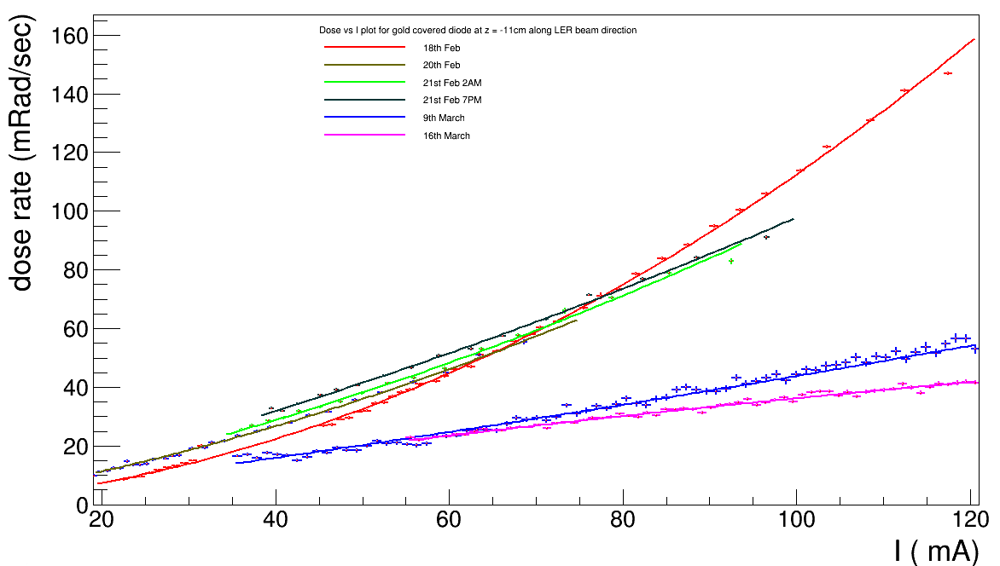 Dose vs I plot for gold covered diode at z = -11cm along LER beam direction
18th Feb
20th Feb
21st Feb 2AM
21st Feb 7PM
9th March
16th March
dose rate (mRad/sec)
160
140
120
100
80
60
40
20
0
20 40 60 80 100 120
I ( mA)